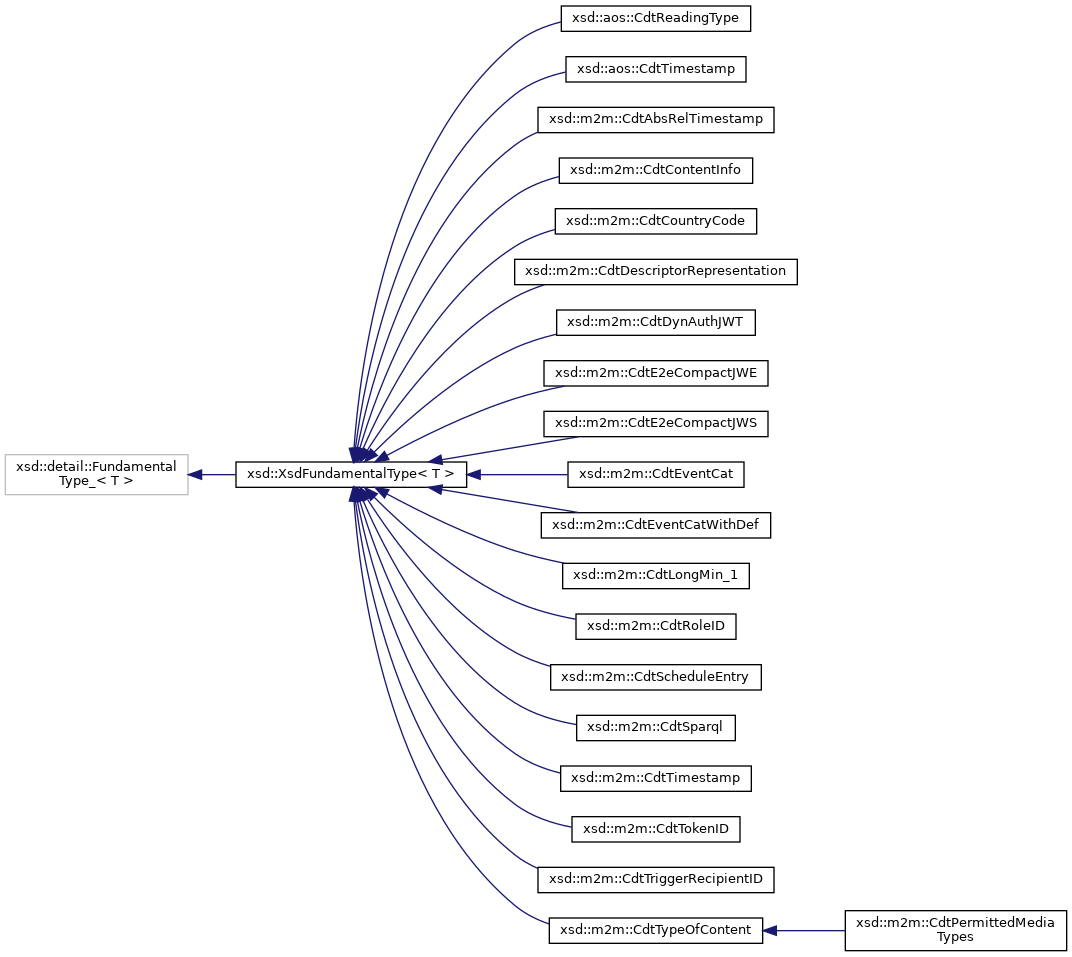 xsd::aos::CdtReadingType
xsd::aos::CdtTimestamp
xsd::m2m::CdtAbsRelTimestamp
xsd::m2m::CdtContentInfo
xsd::m2m::CdtCountryCode
xsd::m2m::CdtDescriptorRepresentation
xsd::m2m::CdtDynAuthJWT
xsd::m2m::CdtE2eCompactJWE
xsd::m2m::CdtE2eCompactJWS
xsd::detail::Fundamental
Type_< T >
xsd::XsdFundamentalType< T >
xsd::m2m::CdtEventCat
xsd::m2m::CdtEventCatWithDef
xsd::m2m::CdtLongMin_1
xsd::m2m::CdtRoleID
xsd::m2m::CdtScheduleEntry
xsd::m2m::CdtSparql
xsd::m2m::CdtTimestamp
xsd::m2m::CdtTokenID
xsd::m2m::CdtTriggerRecipientID
xsd::m2m::CdtTypeOfContent
xsd::m2m::CdtPermittedMedia
Types